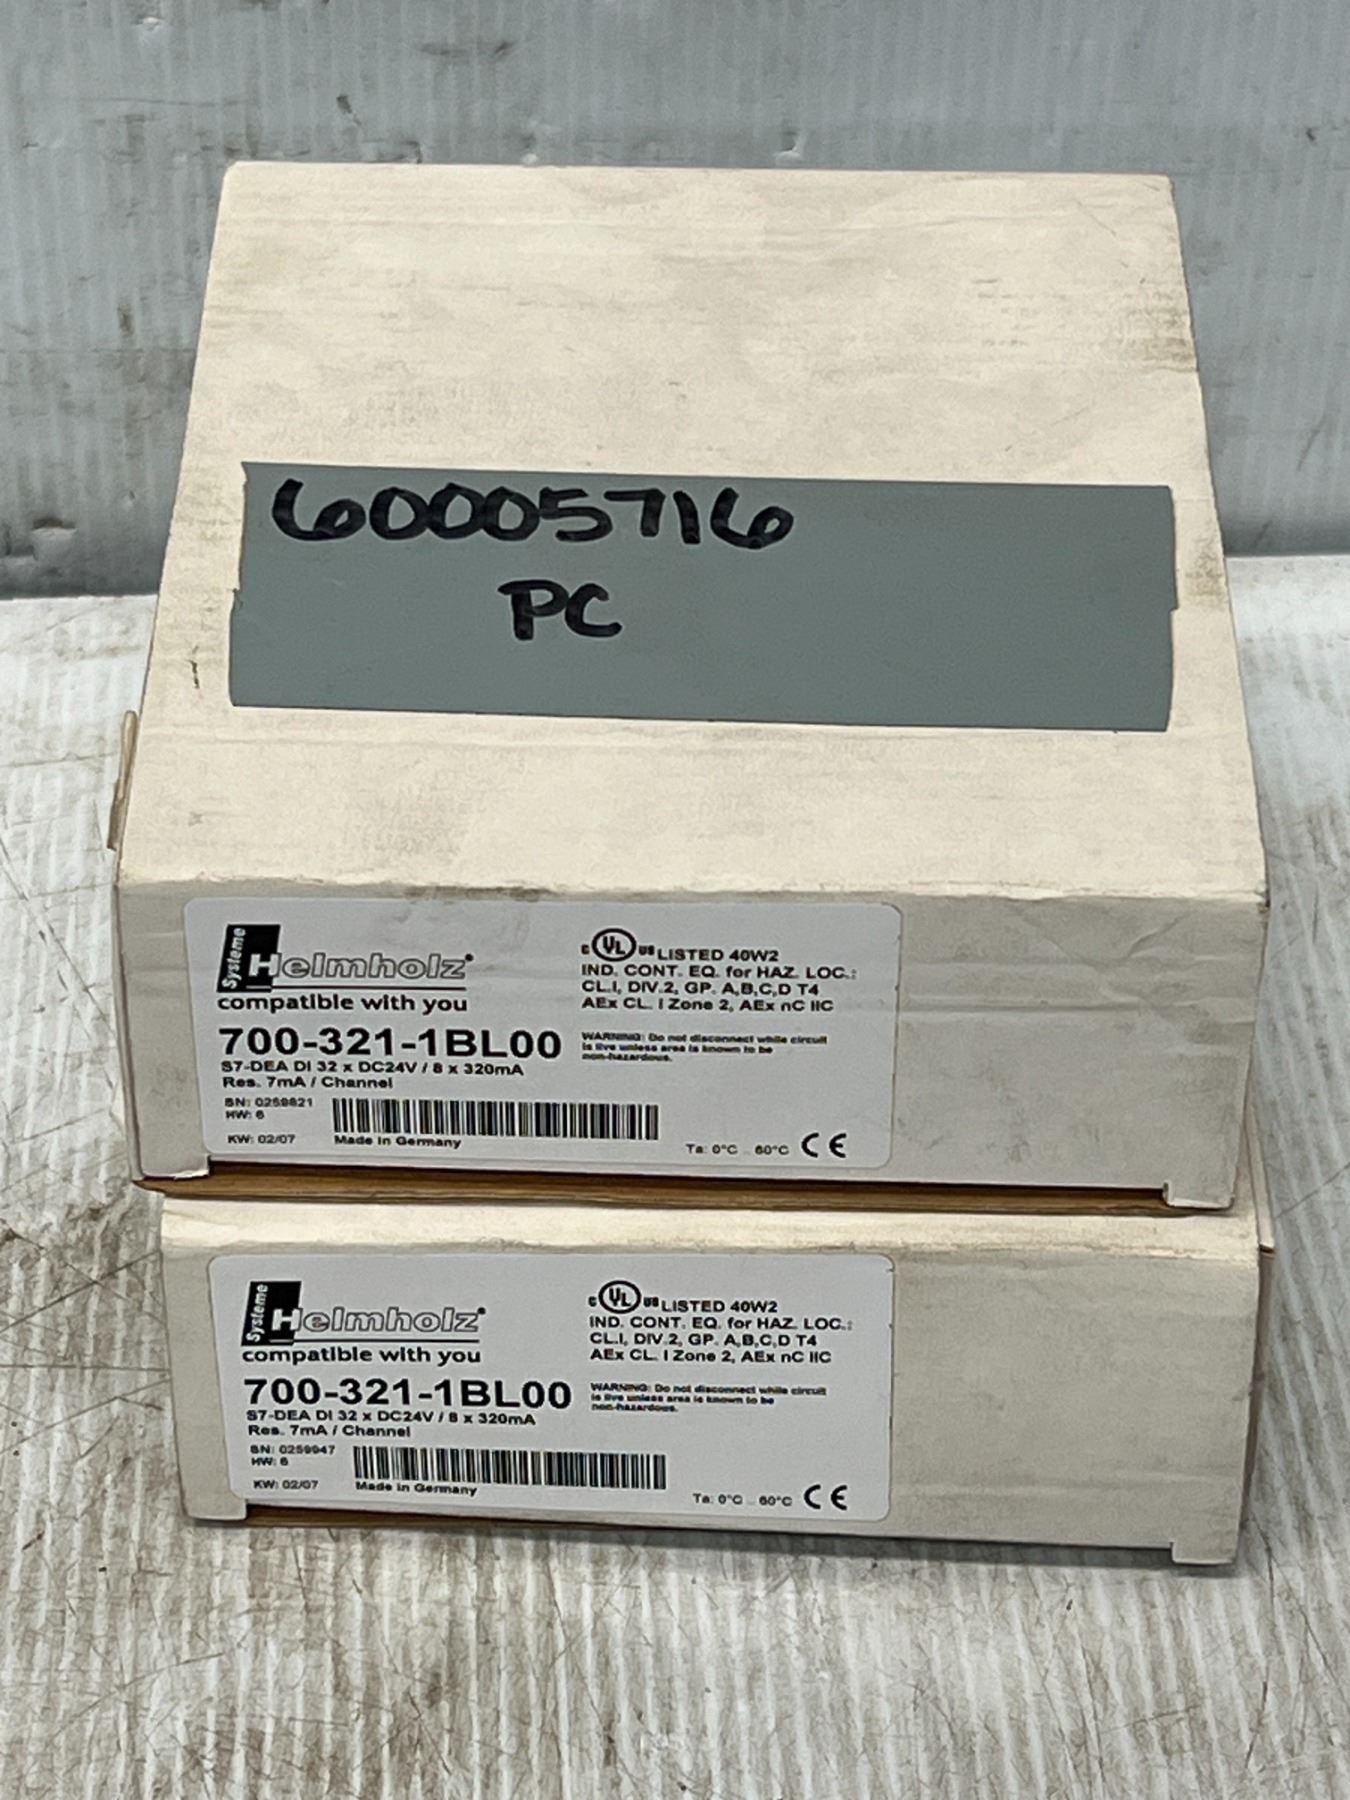 60005716
PC
Systeme Helmholz®
compatible with you
700-321-1BL00
S7-DEA DI 32 x DC24V / 8 x 320mA
Res. 7mA / Channel
SN: 0259821
HW: 6
KW: 02/07
Made in Germany
c UL us LISTED 40W2
IND. CONT. EQ. for HAZ. LOC.:
CL.I, DIV.2, GP. A,B,C,D T4
AEx CL. I Zone 2, AEx nC IIC
WARNING: Do not disconnect while circuit
is live unless area is known to be
non-hazardous.
Ta: 0°C .. 60°C CE
Systeme Helmholz®
compatible with you
700-321-1BL00
S7-DEA DI 32 x DC24V / 8 x 320mA
Res. 7mA / Channel
SN: 0259947
HW: 6
KW: 02/07
Made in Germany
c UL us LISTED 40W2
IND. CONT. EQ. for HAZ. LOC.:
CL.I, DIV.2, GP. A,B,C,D T4
AEx CL. I Zone 2, AEx nC IIC
WARNING: Do not disconnect while circuit
is live unless area is known to be
non-hazardous.
Ta: 0°C .. 60°C CE